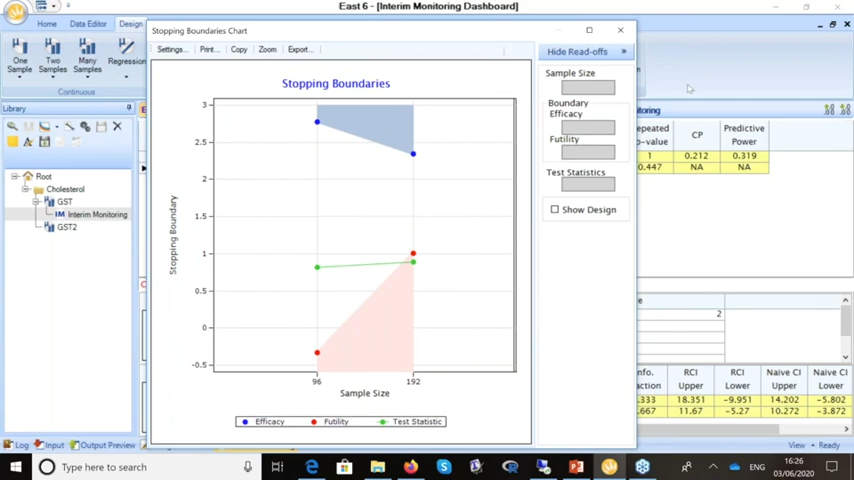 East 6 - [Interim Monitoring Dashboard]
Home
Data Editor
Design
One Sample
Two Samples
Many Samples
Regression
Continuous
Library
Root
Cholesterol
GST
IM Interim Monitoring
GST2
Stopping Boundaries Chart
Settings...
Print...
Copy
Zoom
Export...
Hide Read-offs »
Stopping Boundaries
Stopping Boundary
3
2.5
2
1.5
1
0.5
0
-0.5
96
192
Sample Size
Efficacy
Futility
Test Statistic
Sample Size
Boundary
Efficacy
Futility
Test Statistics
Show Design
CP
Predictive Power
1
0.212
0.319
0.447
NA
NA
2
RCI Upper
RCI Lower
Naive CI Upper
Naive CI Lower
.333
18.351
-9.951
14.202
-5.802
.667
11.67
-5.27
10.272
-3.872
Log
Input
Output Preview
View
Ready
Type here to search
ENG
16:26
03/06/2020